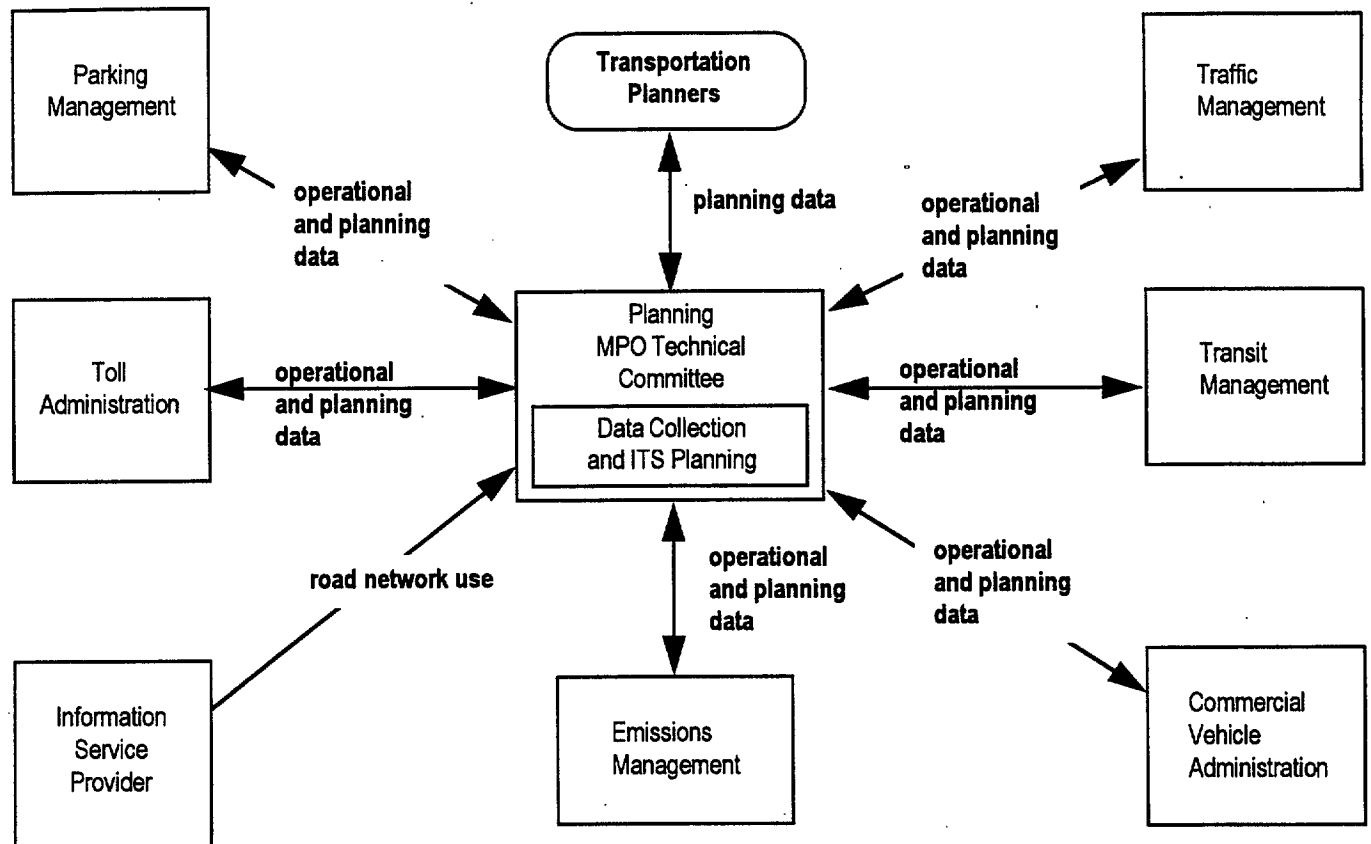 Parking
Management
Transportation
Planners
Traffic
Management
operational
and planning
data
planning data
operational
and planning
data
Toll
Administration
operational
and planning
data
Planning
MPO Technical
Committee
Data Collection
and ITS Planning
operational
and planning
data
Transit
Management
road network use
operational
and planning
data
operational
and planning
data
Information
Service
Provider
Emissions
Management
Commercial
Vehicle
Administration